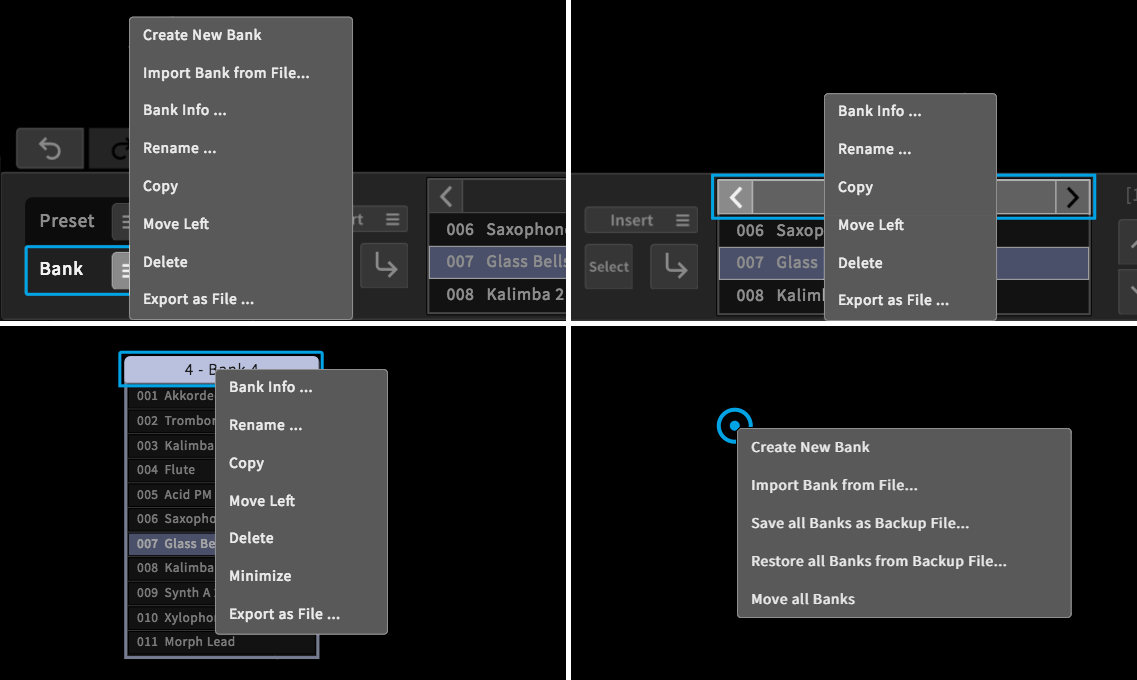 Create New Bank
Import Bank from File...
Bank Info ...
Rename ...
Copy
Move Left
Delete
Export as File ...
Preset
Bank
006 Saxophone
007 Glass Bells
008 Kalimba 2
Bank Info ...
Rename ...
Copy
Move Left
Delete
Export as File ...
Insert
Select
006 Saxop
007 Glass
008 Kalim
4 - Bank 4
001 Akkorde
002 Trombon
003 Kalimba
004 Flute
005 Acid PM
006 Saxopho
007 Glass Be
008 Kalimba
009 Synth A
010 Xylophon
011 Morph Lead
Bank Info ...
Rename ...
Copy
Move Left
Delete
Minimize
Export as File ...
Create New Bank
Import Bank from File...
Save all Banks as Backup File...
Restore all Banks from Backup File...
Move all Banks